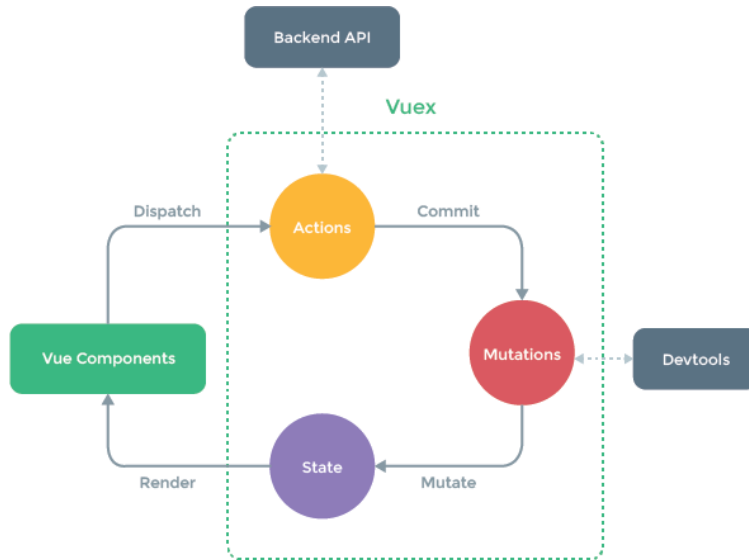 Backend API
Vuex
Dispatch
Actions
Commit
Vue Components
Mutations
Devtools
Render
State
Mutate